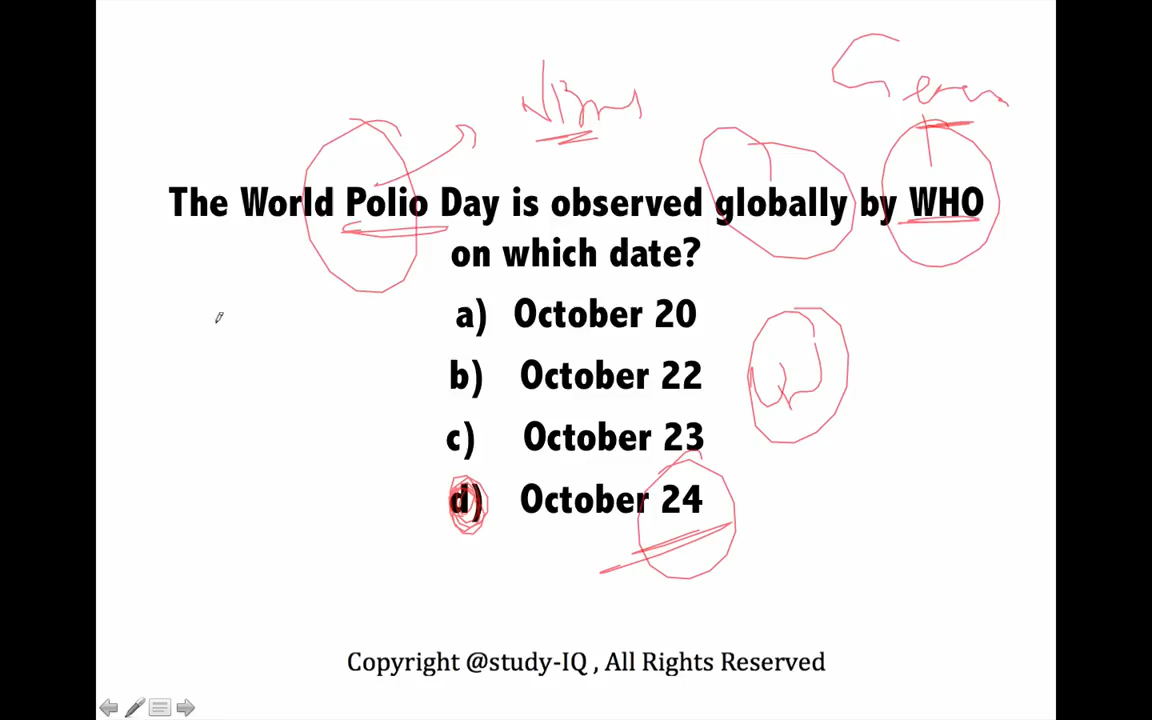 The World Polio Day is observed globally by WHO
on which date?
a) October 20
b) October 22
c) October 23
d) October 24
Copyright @study-IQ , All Rights Reserved